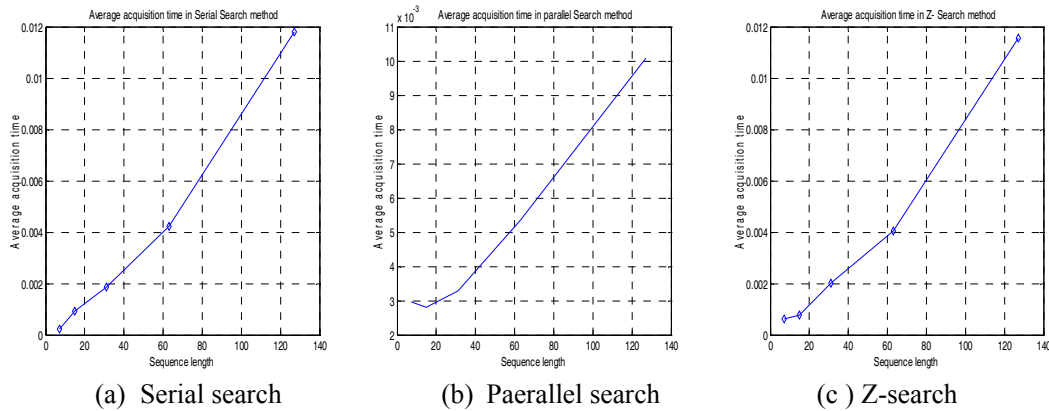 Average acquisition time in Serial Search method
0.012
0.01
0.008
0.006
0.004
0.002
0
0 20 40 60 80 100 120 140
Average acquisition time
Sequence length
(a) Serial search
x 10⁻³
Average acquisition time in parallel Search method
11
10
9
8
7
6
5
4
3
2
0 20 40 60 80 100 120 140
Average acquisition time
Sequence length
(b) Paerallel search
Average acquisition time in Z- Search method
0.012
0.01
0.008
0.006
0.004
0.002
0
0 20 40 60 80 100 120 140
Average acquisition time
Sequence length
(c ) Z-search